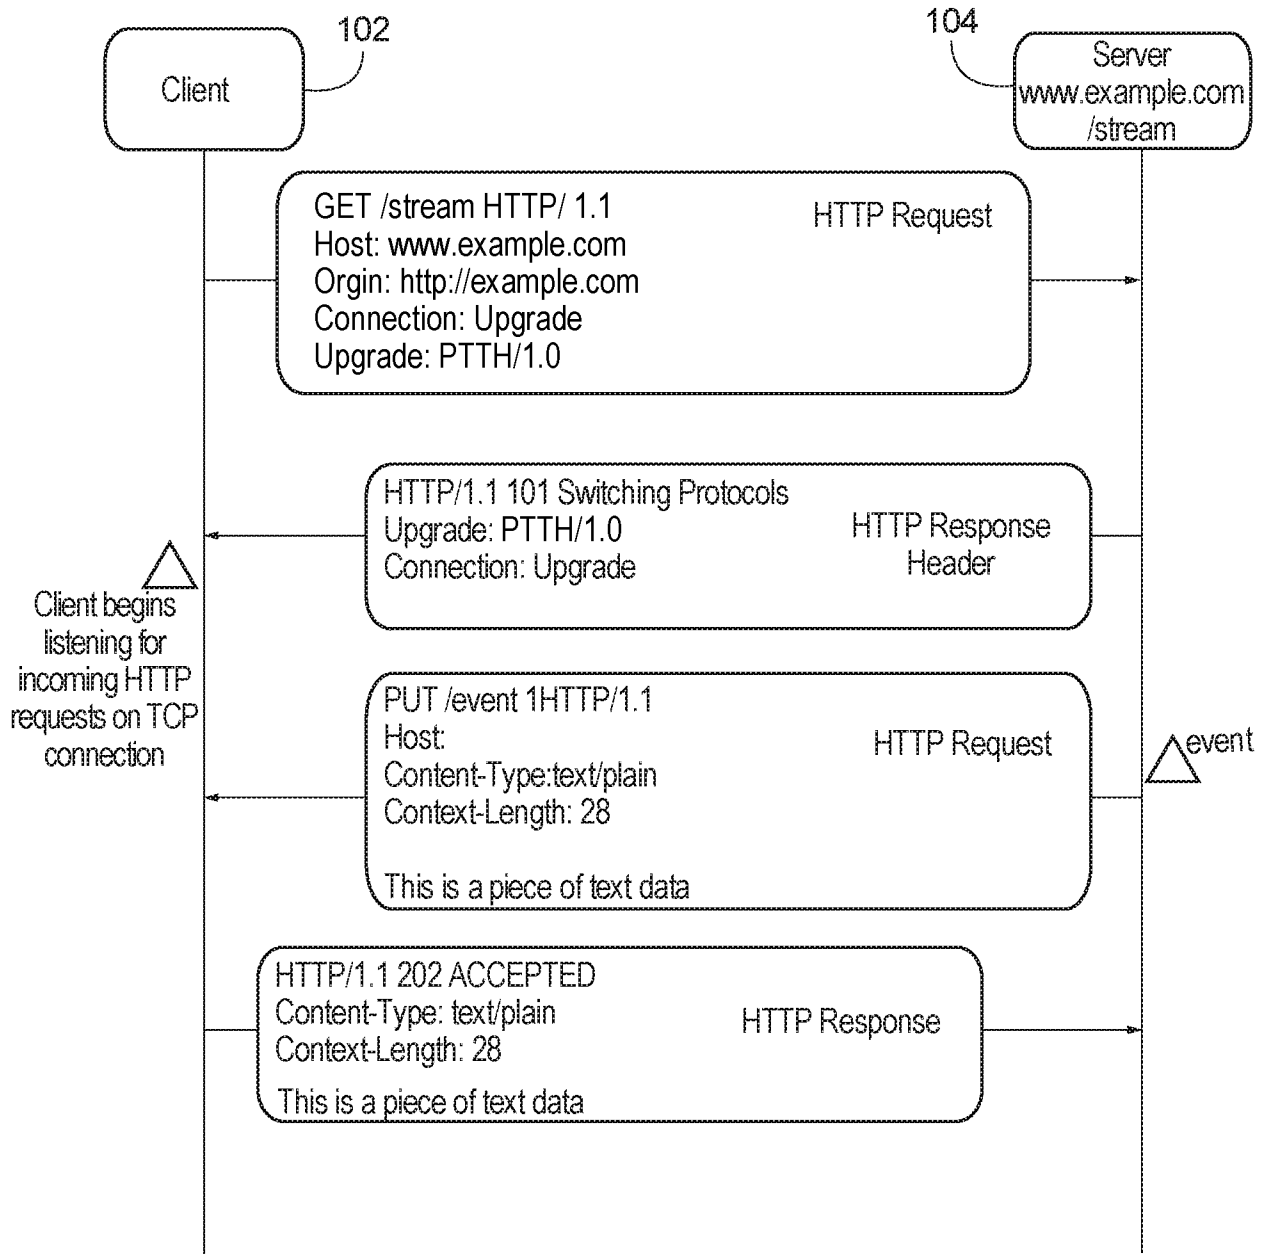 102
104
Client
Server
www.example.com
/stream
GET /stream HTTP/ 1.1
HTTP Request
Host: www.example.com
Orgin: http://example.com
Connection: Upgrade
Upgrade: PTTH/1.0
HTTP/1.1 101 Switching Protocols
Upgrade: PTTH/1.0
Connection: Upgrade
HTTP Response
Header
Client begins
listening for
incoming HTTP
requests on TCP
connection
PUT /event 1HTTP/1.1
Host:
Content-Type:text/plain
Context-Length: 28
This is a piece of text data
HTTP Request
event
HTTP/1.1 202 ACCEPTED
Content-Type: text/plain
Context-Length: 28
This is a piece of text data
HTTP Response